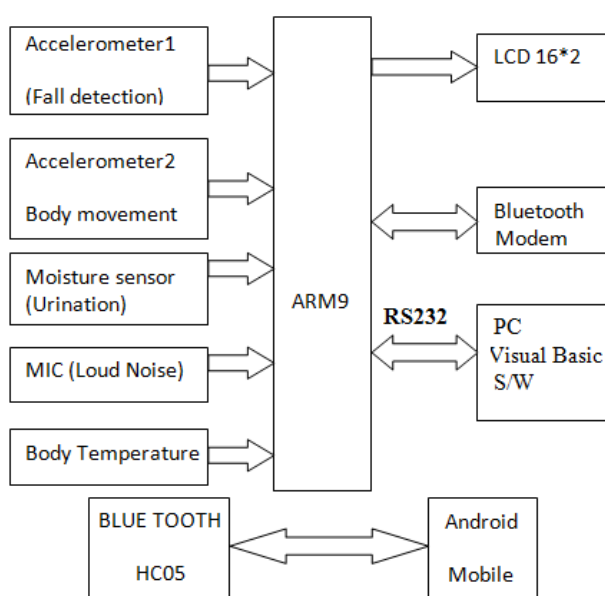 Accelerometer1
(Fall detection)
Accelerometer2
Body movement
Moisture sensor
(Urination)
MIC (Loud Noise)
Body Temperature
ARM9
LCD 16*2
Bluetooth
Modem
RS232
PC
Visual Basic
S/W
BLUE TOOTH
HC05
Android
Mobile